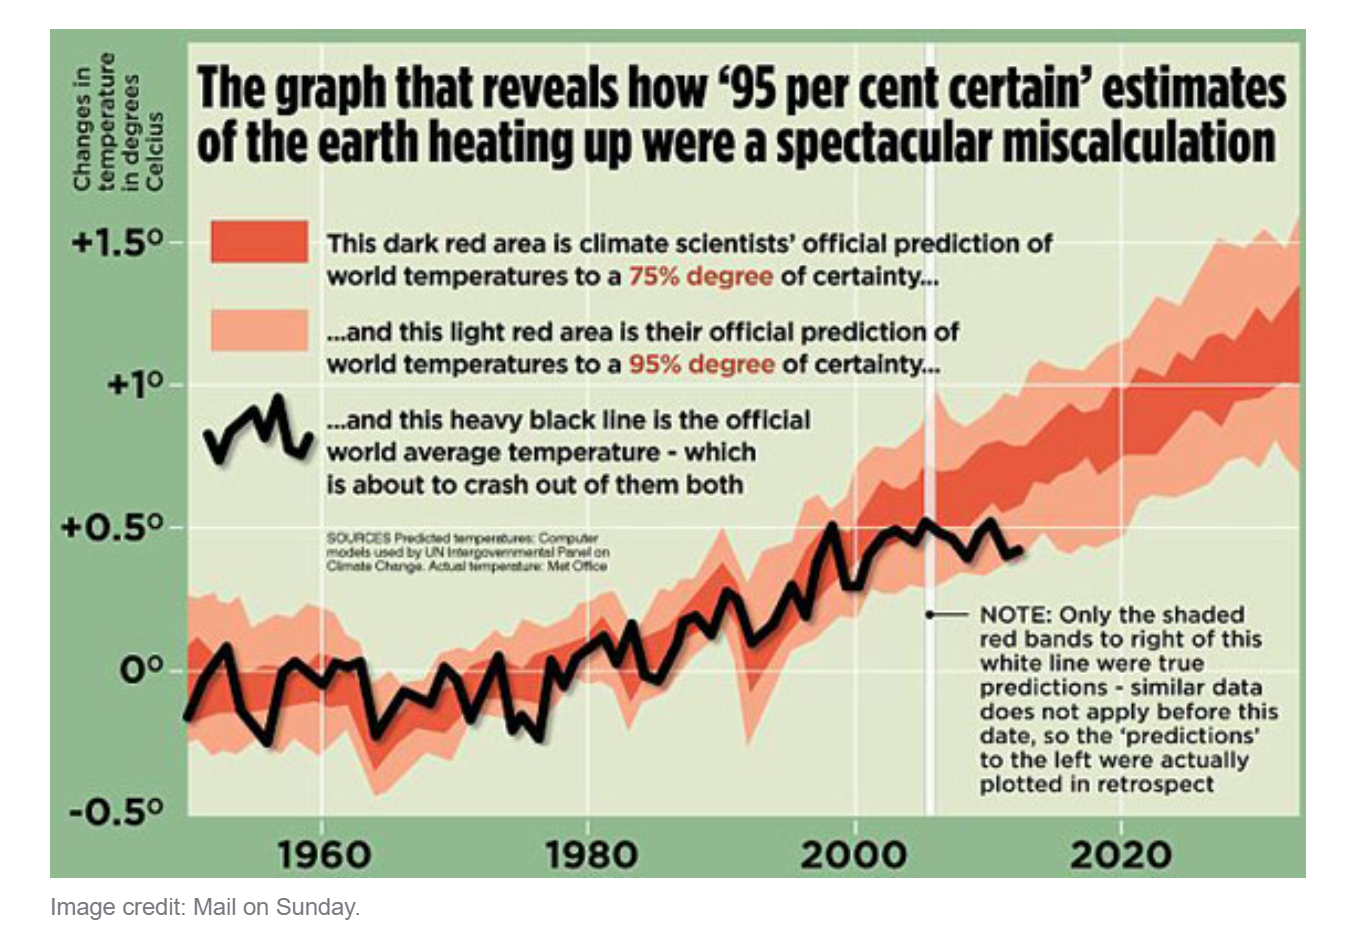 Changes in
temperature
in degrees
Celcius
The graph that reveals how ‘95 per cent certain’ estimates
of the earth heating up were a spectacular miscalculation
This dark red area is climate scientists’ official prediction of
world temperatures to a 75% degree of certainty...
...and this light red area is their official prediction of
world temperatures to a 95% degree of certainty...
...and this heavy black line is the official
world average temperature - which
is about to crash out of them both
SOURCES Predicted temperatures: Computer
models used by UN Intergovernmental Panel on
Climate Change. Actual temperature: Met Office
+1.5°
+1°
+0.5°
0°
-0.5°
NOTE: Only the shaded
red bands to right of this
white line were true
predictions - similar data
does not apply before this
date, so the ‘predictions’
to the left were actually
plotted in retrospect
1960
1980
2000
2020
Image credit: Mail on Sunday.